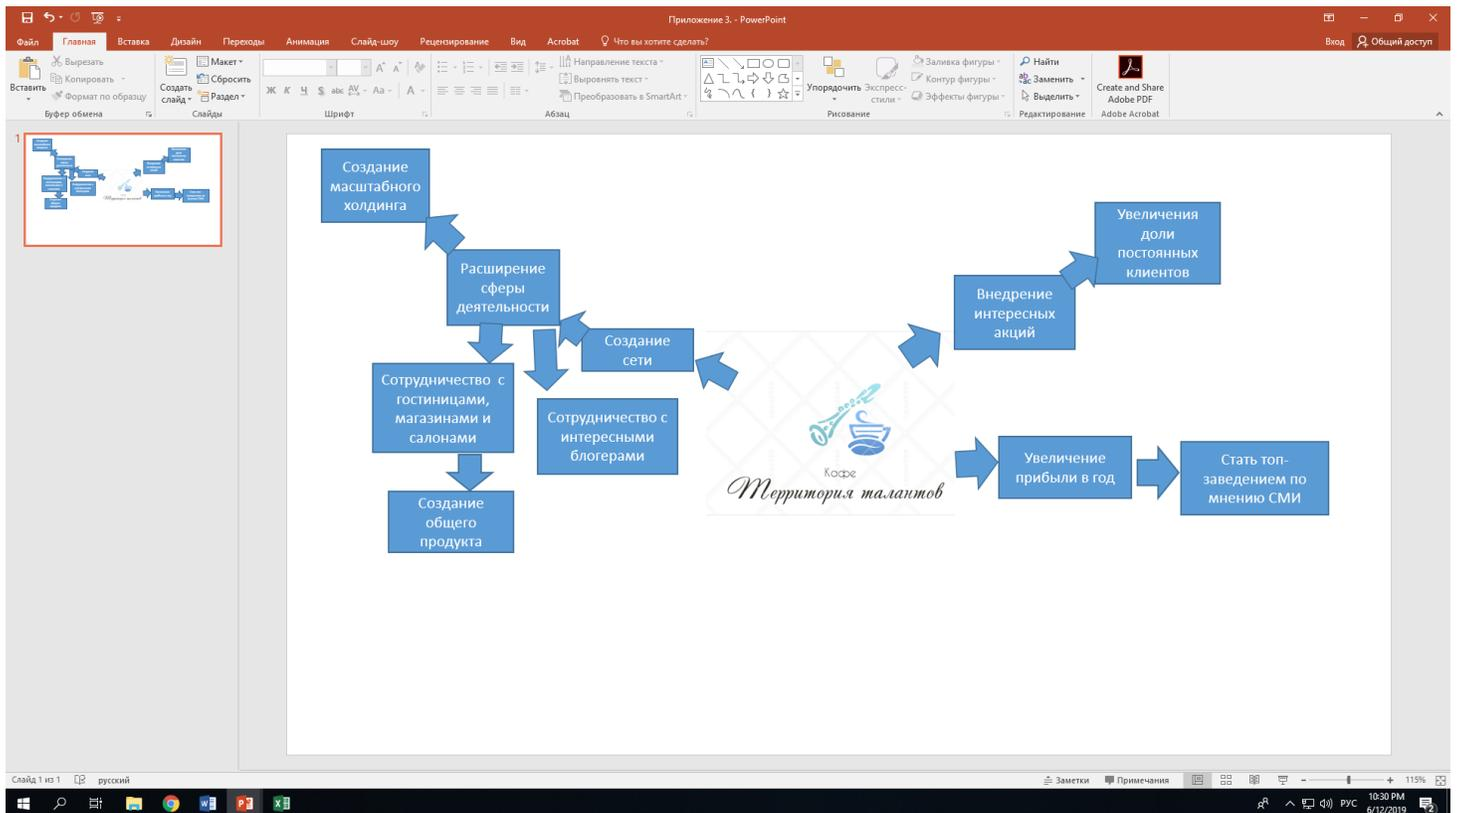 Приложение 3. - PowerPoint
Файл
Главная
Вставка
Дизайн
Переходы
Анимация
Слайд-шоу
Рецензирование
Вид
Acrobat
Что вы хотите сделать?
Вход
Общий доступ
Вставить
Вырезать
Копировать
Формат по образцу
Буфер обмена
Создать
слайд
Макет
Сбросить
Раздел
Слайды
Ж К Ч S abc AV Aa A
Шрифт
Направление текста
Выровнять текст
Преобразовать в SmartArt
Абзац
Упорядочить
Экспресс-
стили
Заливка фигуры
Контур фигуры
Эффекты фигуры
Рисование
Найти
Заменить
Выделить
Редактирование
Create and Share
Adobe PDF
Adobe Acrobat
1
Создание
масштабного
холдинга
Расширение
сферы
деятельности
Создание
сети
Сотрудничество с
гостиницами,
магазинами и
салонами
Сотрудничество с
интересными
блогерами
Создание
общего
продукта
Кофе
Территория талантов
Внедрение
интересных
акций
Увеличения
доли
постоянных
клиентов
Увеличение
прибыли в год
Стать топ-
заведением по
мнению СМИ
Слайд 1 из 1
русский
Заметки
Примечания
115%
РУС
10:30 PM
6/12/2019
2